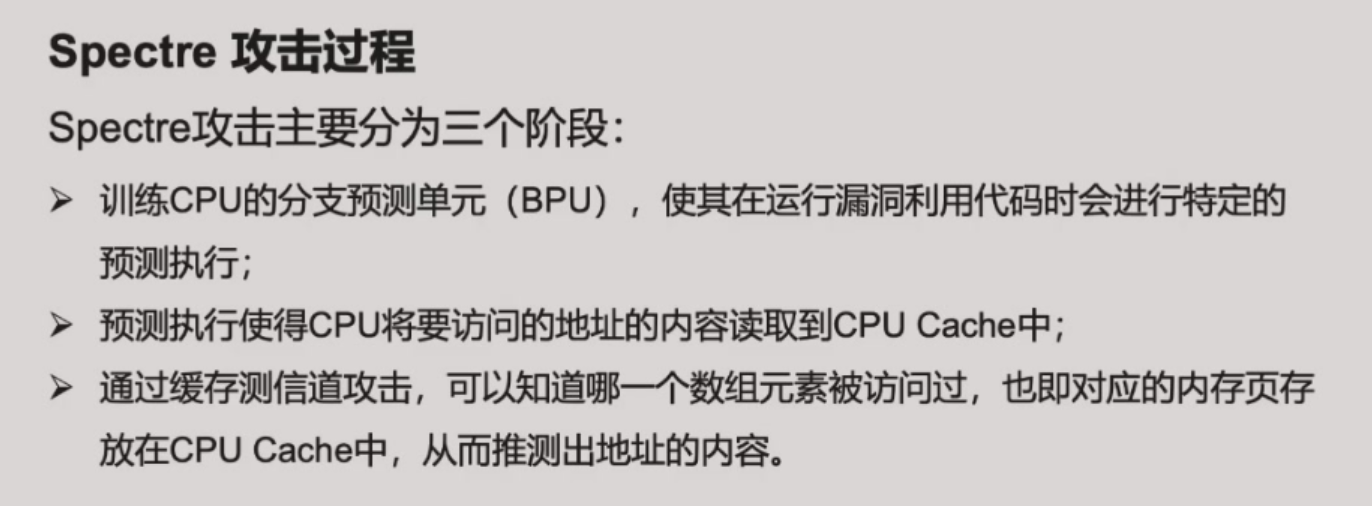 Spectre 攻击过程
Spectre攻击主要分为三个阶段：
➢ 训练CPU的分支预测单元（BPU），使其在运行漏洞利用代码时会进行特定的
预测执行；
➢ 预测执行使得CPU将要访问的地址的内容读取到CPU Cache中；
➢ 通过缓存测信道攻击，可以知道哪一个数组元素被访问过，也即对应的内存页存
放在CPU Cache中，从而推测出地址的内容。